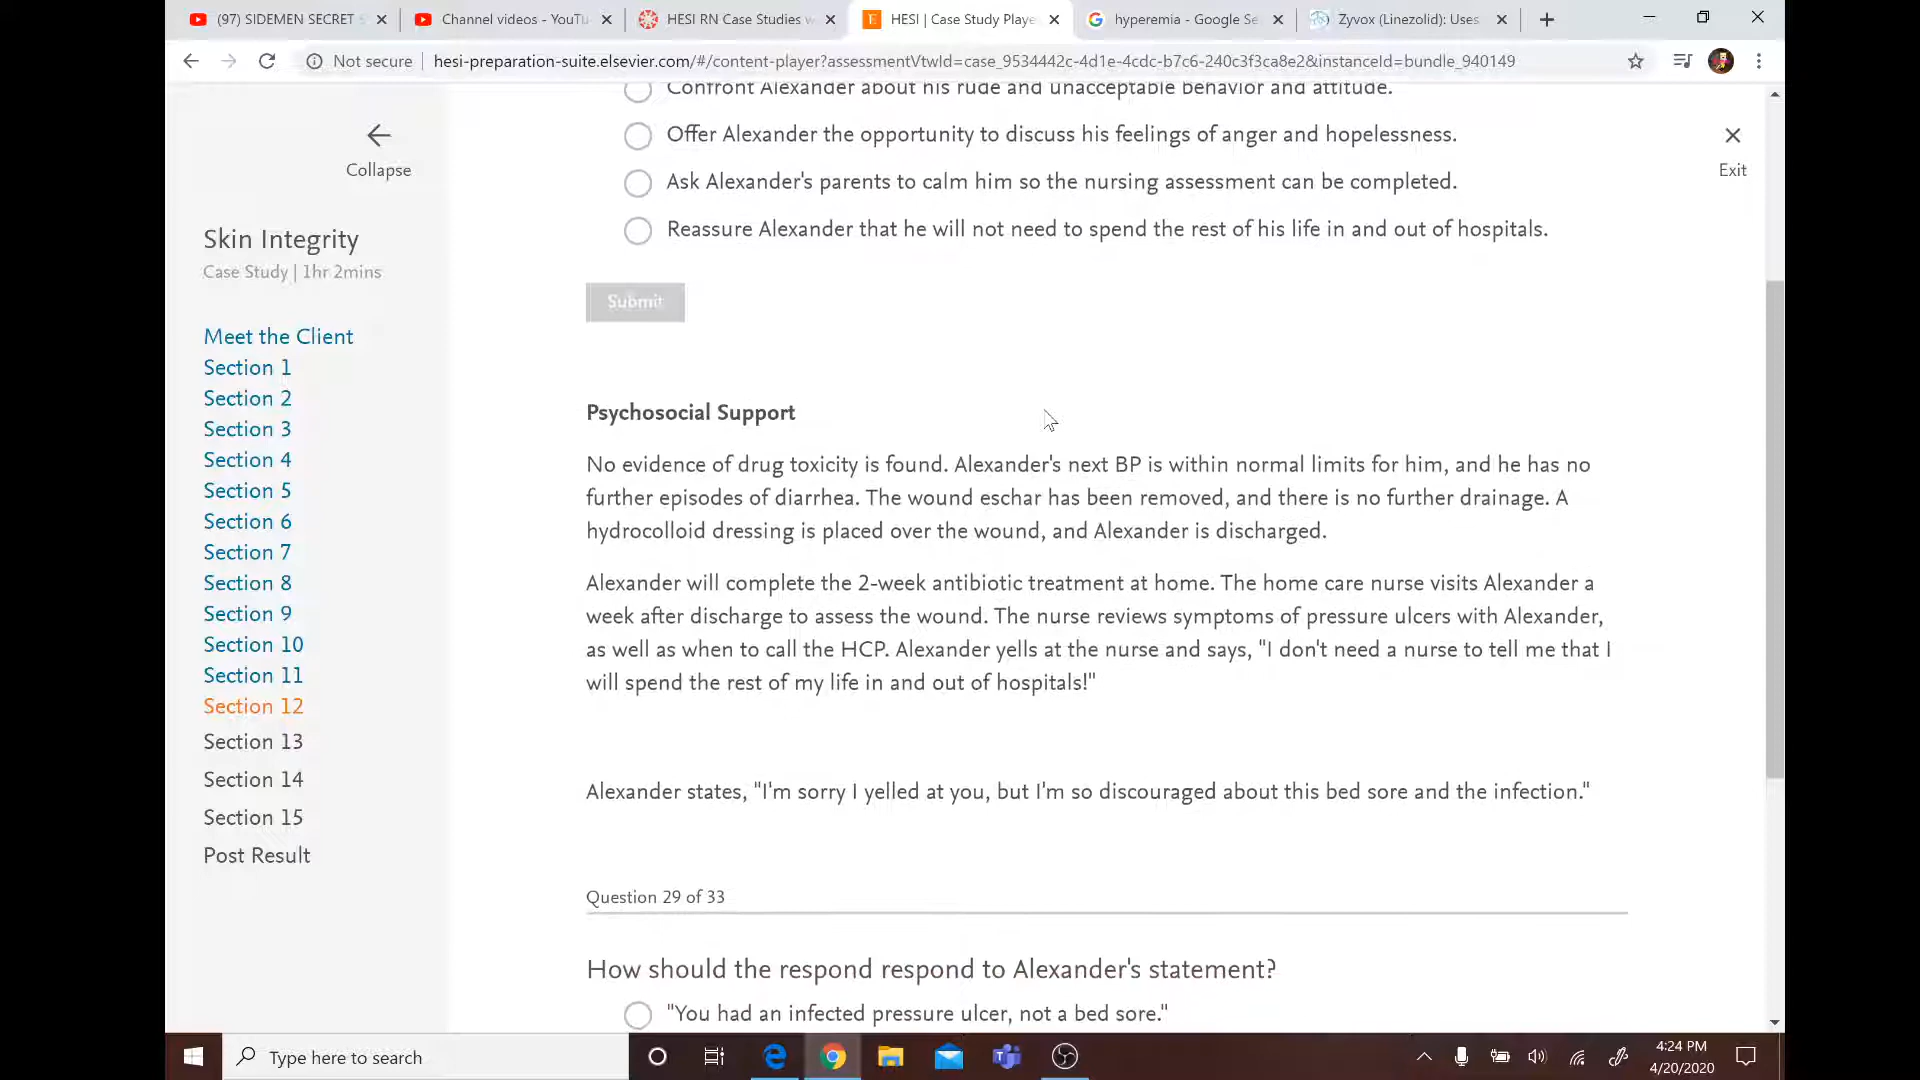 (97) SIDEMEN SECRET S
Channel videos - YouTu
HESI RN Case Studies w
HESI | Case Study Playe
hyperemia - Google Se
Zyvox (Linezolid): Uses
Not secure
hesi-preparation-suite.elsevier.com/#/content-player?assessmentVtwId=case_9534442c-4d1e-4cdc-b7c6-240c3f3ca8e2&instanceId=bundle_940149
Collapse
Exit
Skin Integrity
Case Study | 1hr 2mins
Meet the Client
Section 1
Section 2
Section 3
Section 4
Section 5
Section 6
Section 7
Section 8
Section 9
Section 10
Section 11
Section 12
Section 13
Section 14
Section 15
Post Result
Confront Alexander about his rude and unacceptable behavior and attitude.
Offer Alexander the opportunity to discuss his feelings of anger and hopelessness.
Ask Alexander's parents to calm him so the nursing assessment can be completed.
Reassure Alexander that he will not need to spend the rest of his life in and out of hospitals.
Submit
Psychosocial Support
No evidence of drug toxicity is found. Alexander's next BP is within normal limits for him, and he has no
further episodes of diarrhea. The wound eschar has been removed, and there is no further drainage. A
hydrocolloid dressing is placed over the wound, and Alexander is discharged.
Alexander will complete the 2-week antibiotic treatment at home. The home care nurse visits Alexander a
week after discharge to assess the wound. The nurse reviews symptoms of pressure ulcers with Alexander,
as well as when to call the HCP. Alexander yells at the nurse and says, "I don't need a nurse to tell me that I
will spend the rest of my life in and out of hospitals!"
Alexander states, "I'm sorry I yelled at you, but I'm so discouraged about this bed sore and the infection."
Question 29 of 33
How should the respond respond to Alexander's statement?
"You had an infected pressure ulcer, not a bed sore."
Type here to search
4:24 PM
4/20/2020